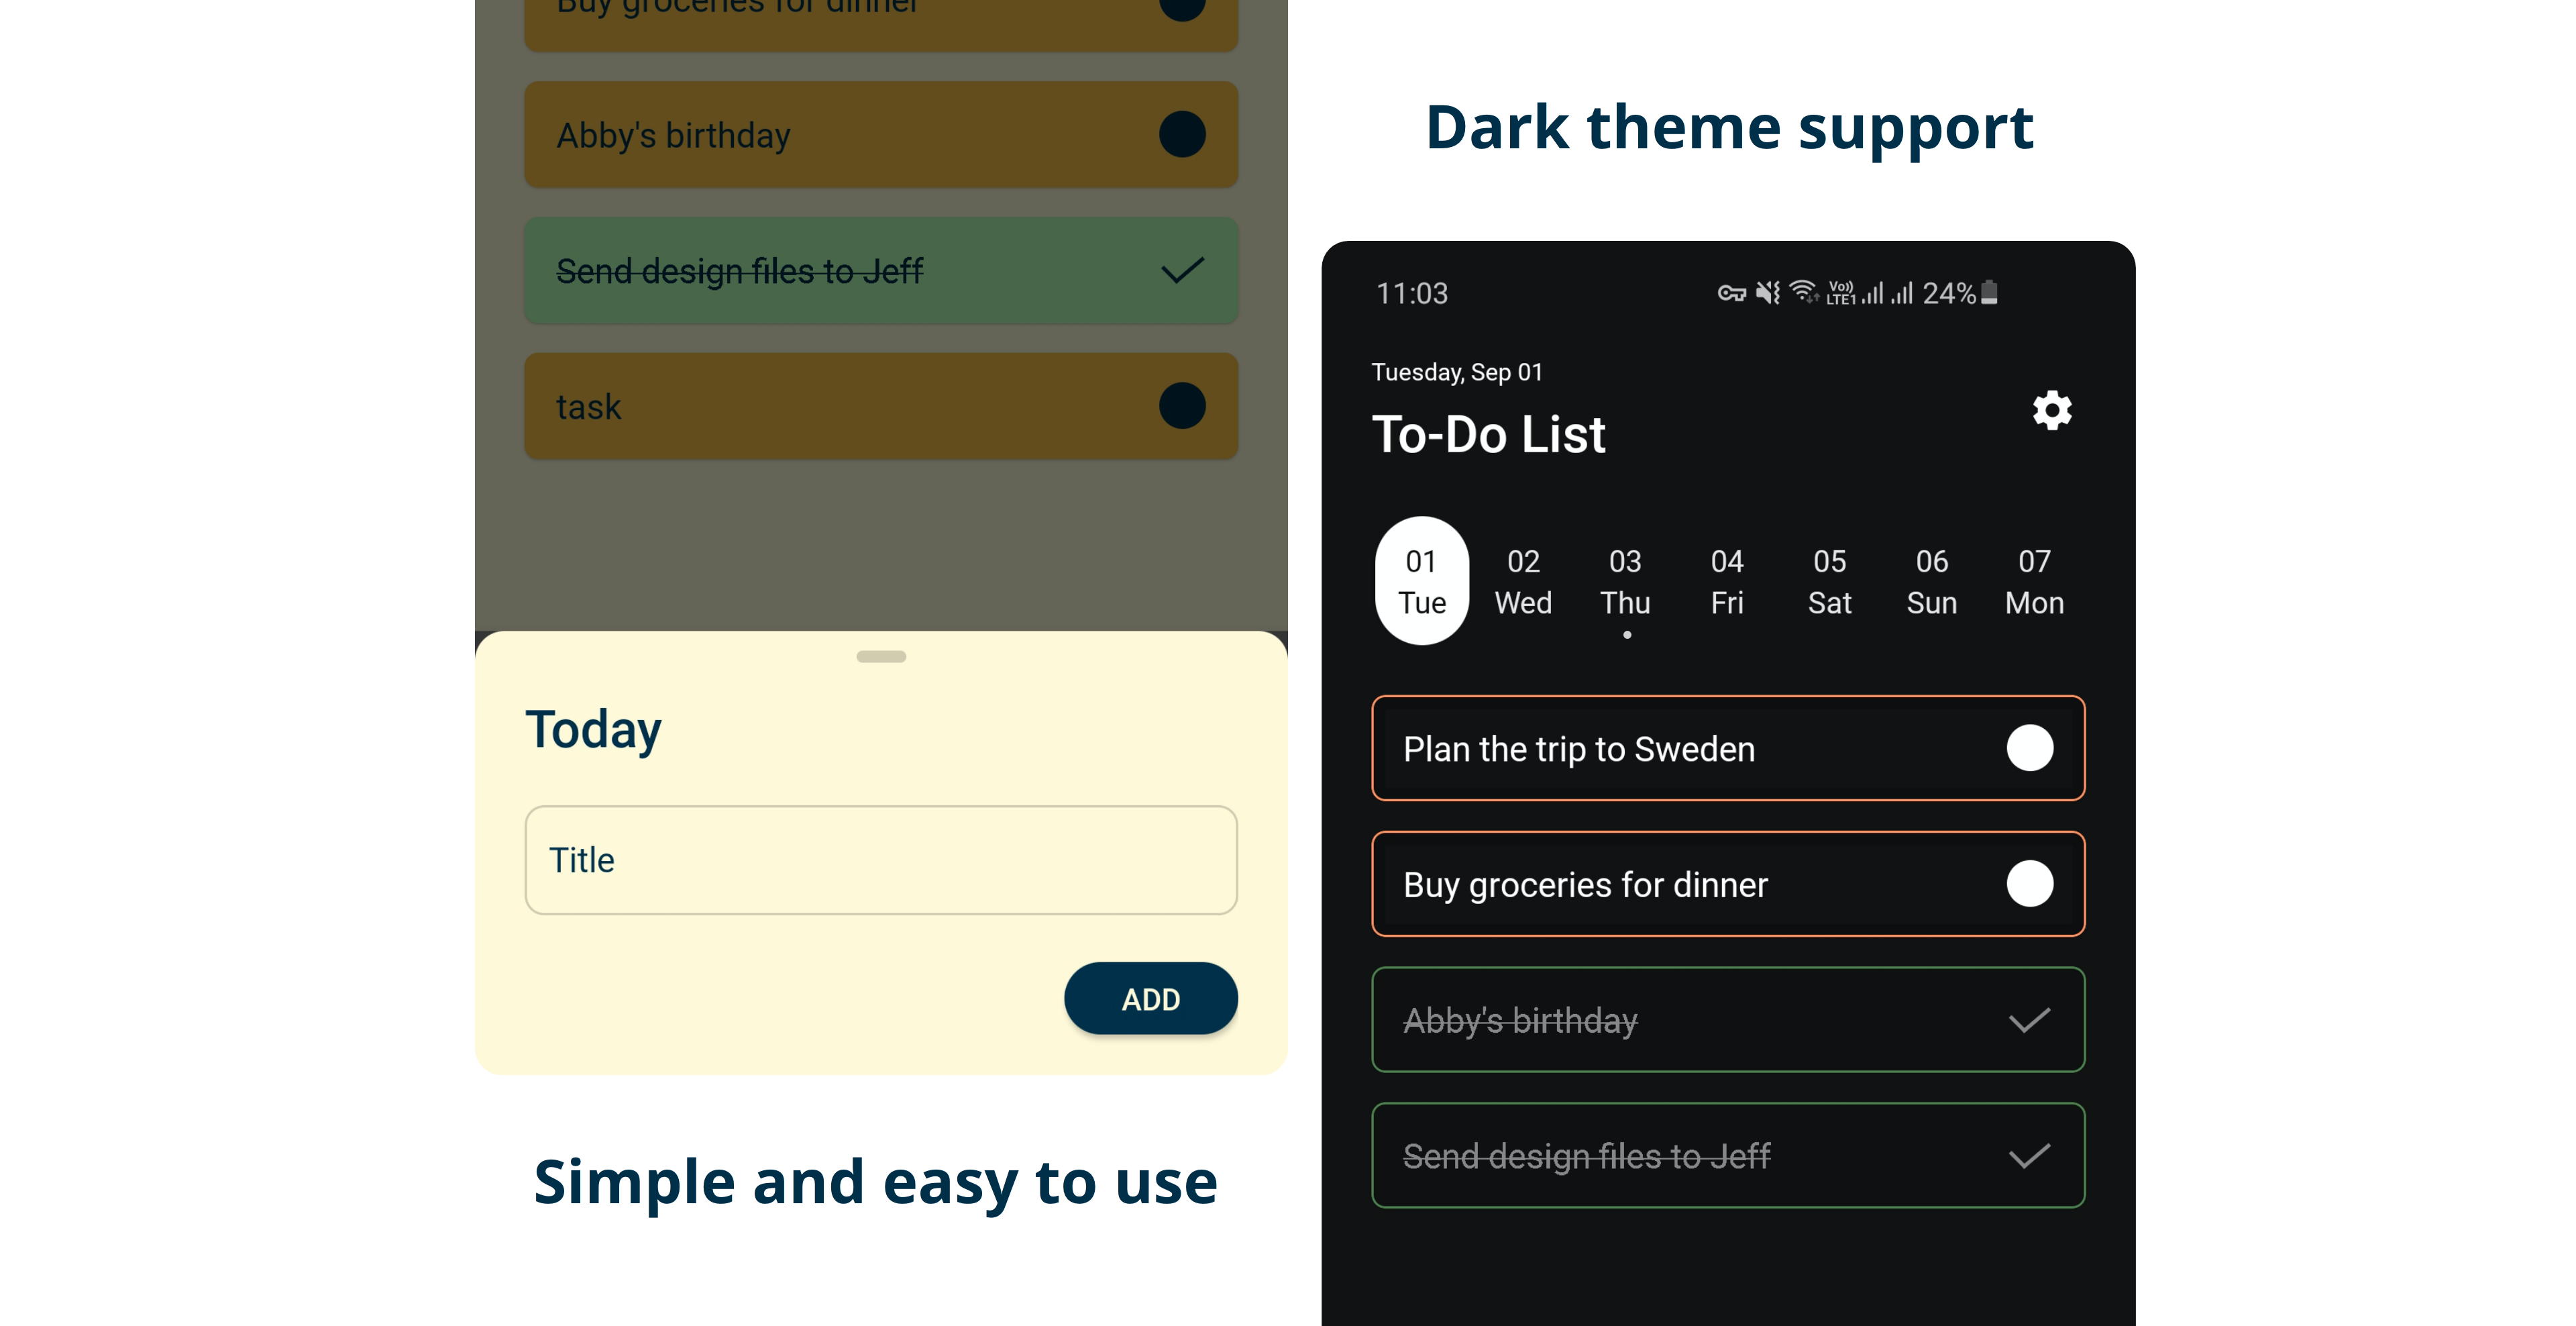 Buy groceries for dinner
Abby's birthday
Send design files to Jeff
task
Today
Title
ADD
Simple and easy to use
Dark theme support
11:03
Vo))
LTE1
24%
Tuesday, Sep 01
To-Do List
01 02 03 04 05 06 07
Tue Wed Thu Fri Sat Sun Mon
Plan the trip to Sweden
Buy groceries for dinner
Abby's birthday
Send design files to Jeff